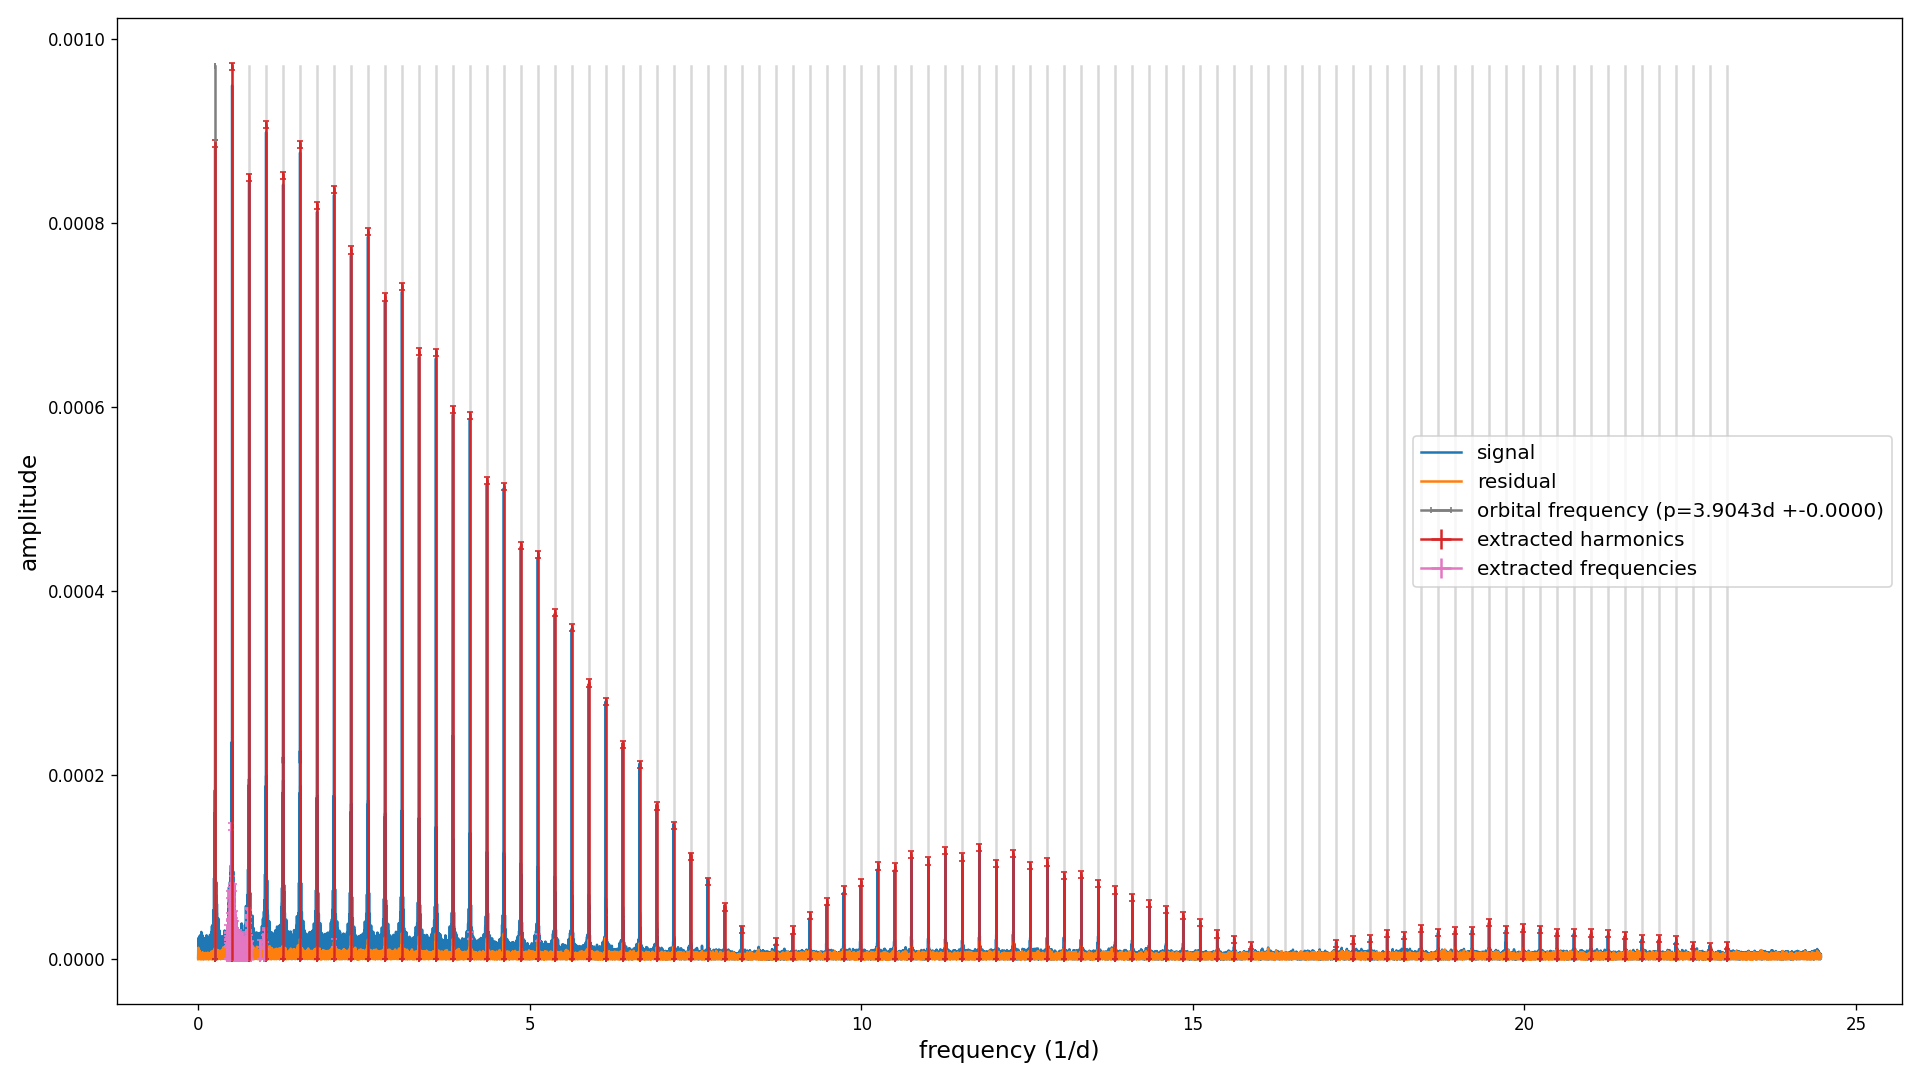 0.0010
0.0008
0.0006
0.0004
0.0002
0.0000
amplitude
signal
residual
orbital frequency (p=3.9043d +-0.0000)
extracted harmonics
extracted frequencies
0
5
10
15
20
25
frequency (1/d)